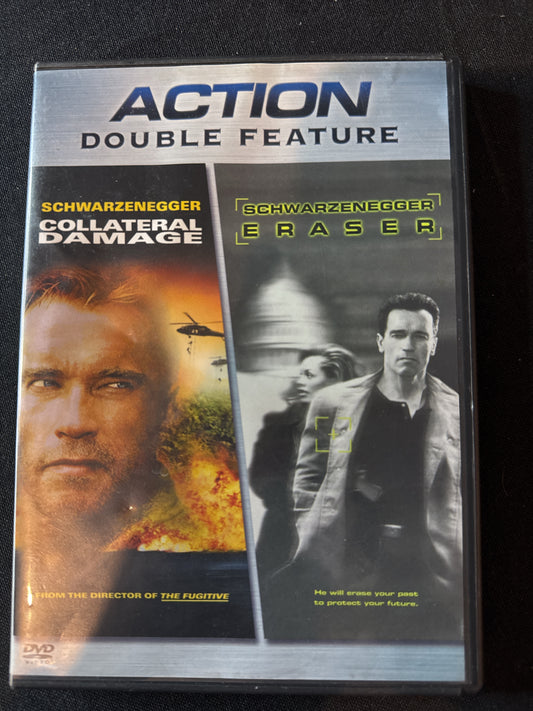 ACTION
DOUBLE FEATURE
SCHWARZENEGGER
COLLATERAL
DAMAGE
FROM THE DIRECTOR OF THE FUGITIVE
DVD
VIDEO
SCHWARZENEGGER
ERASER
He will erase your past
to protect your future.